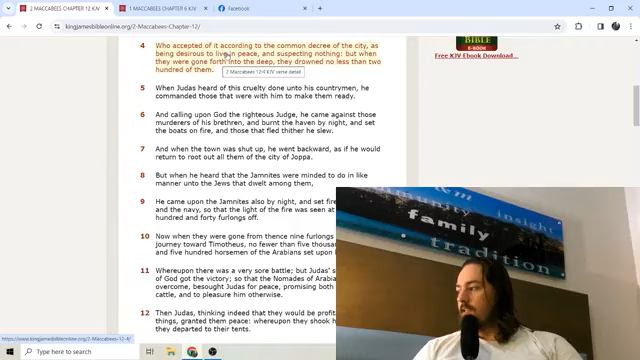 2 MACCABEES CHAPTER 12 KJV
1 MACCABEES CHAPTER 6 KJV
Facebook
kingjamesbibleonline.org/2-Maccabees-Chapter-12/
BIBLE
E-BOOK
Free KJV Ebook Download...
4 Who accepted of it according to the common decree of the city, as
being desirous to live in peace, and suspecting nothing: but when
they were gone forth into the deep, they drowned no less than two
hundred of them.
2 Maccabees 12:4 KJV verse detail
5 When Judas heard of this cruelty done unto his countrymen, he
commanded those that were with him to make them ready.
6 And calling upon God the righteous Judge, he came against those
murderers of his brethren, and burnt the haven by night, and set
the boats on fire, and those that fled thither he slew.
7 And when the town was shut up, he went backward, as if he would
return to root out all them of the city of Joppa.
8 But when he heard that the Jamnites were minded to do in like
manner unto the Jews that dwelt among them,
9 He came upon the Jamnites also by night, and set fire
and the navy, so that the light of the fire was seen at
hundred and forty furlongs off.
10 Now when they were gone from thence nine furlongs
journey toward Timotheus, no fewer than five thousand
and five hundred horsemen of the Arabians set upon
11 Whereupon there was a very sore battle; but Judas'
of God got the victory; so that the Nomades of Arabia
overcome, besought Judas for peace, promising both
cattle, and to pleasure him otherwise.
12 Then Judas, thinking indeed that they would be profit
things, granted them peace: whereupon they shook
they departed to their tents.
community
insight
family
tradition
https://www.kingjamesbibleonline.org/2-Maccabees-12-4/
Type here to search